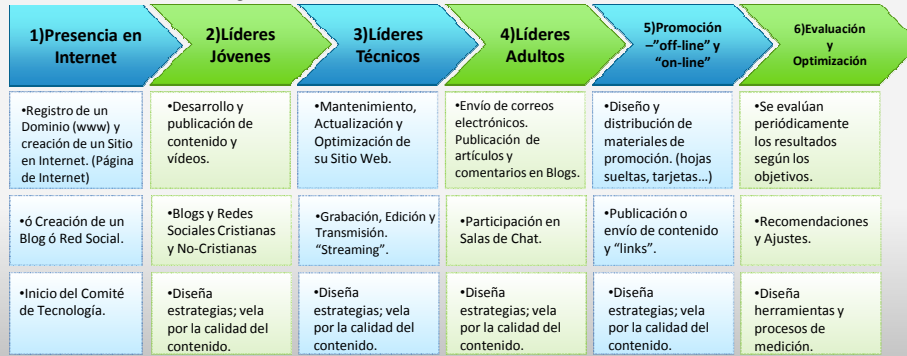 1)Presencia en
Internet
2)Líderes
Jóvenes
3)Líderes
Técnicos
4)Líderes
Adultos
5)Promoción
–"off-line" y
"on-line"
6)Evaluación
y
Optimización
•Registro de un
Dominio (www) y
creación de un Sitio
en Internet. (Página
de Internet)
•Desarrollo y
publicación de
contenido y
vídeos.
•Mantenimiento,
Actualización y
Optimización de
su Sitio Web.
•Envío de correos
electrónicos.
Publicación de
artículos y
comentarios en Blogs.
•Diseño y
distribución de
materiales de
promoción. (hojas
sueltas, tarjetas...)
•Se evalúan
periódicamente
los resultados
según los
objetivos.
•ó Creación de un
Blog ó Red Social.
•Blogs y Redes
Sociales Cristianas
y No-Cristianas
•Grabación, Edición y
Transmisión.
"Streaming".
•Participación en
Salas de Chat.
•Publicación o
envío de contenido
y "links".
•Recomendaciones
y Ajustes.
•Inicio del Comité
de Tecnología.
•Diseña
estrategias; vela
por la calidad del
contenido.
•Diseña
estrategias; vela
por la calidad del
contenido.
•Diseña
estrategias; vela
por la calidad del
contenido.
•Diseña
estrategias; vela
por la calidad del
contenido.
•Diseña
herramientas y
procesos de
medición.